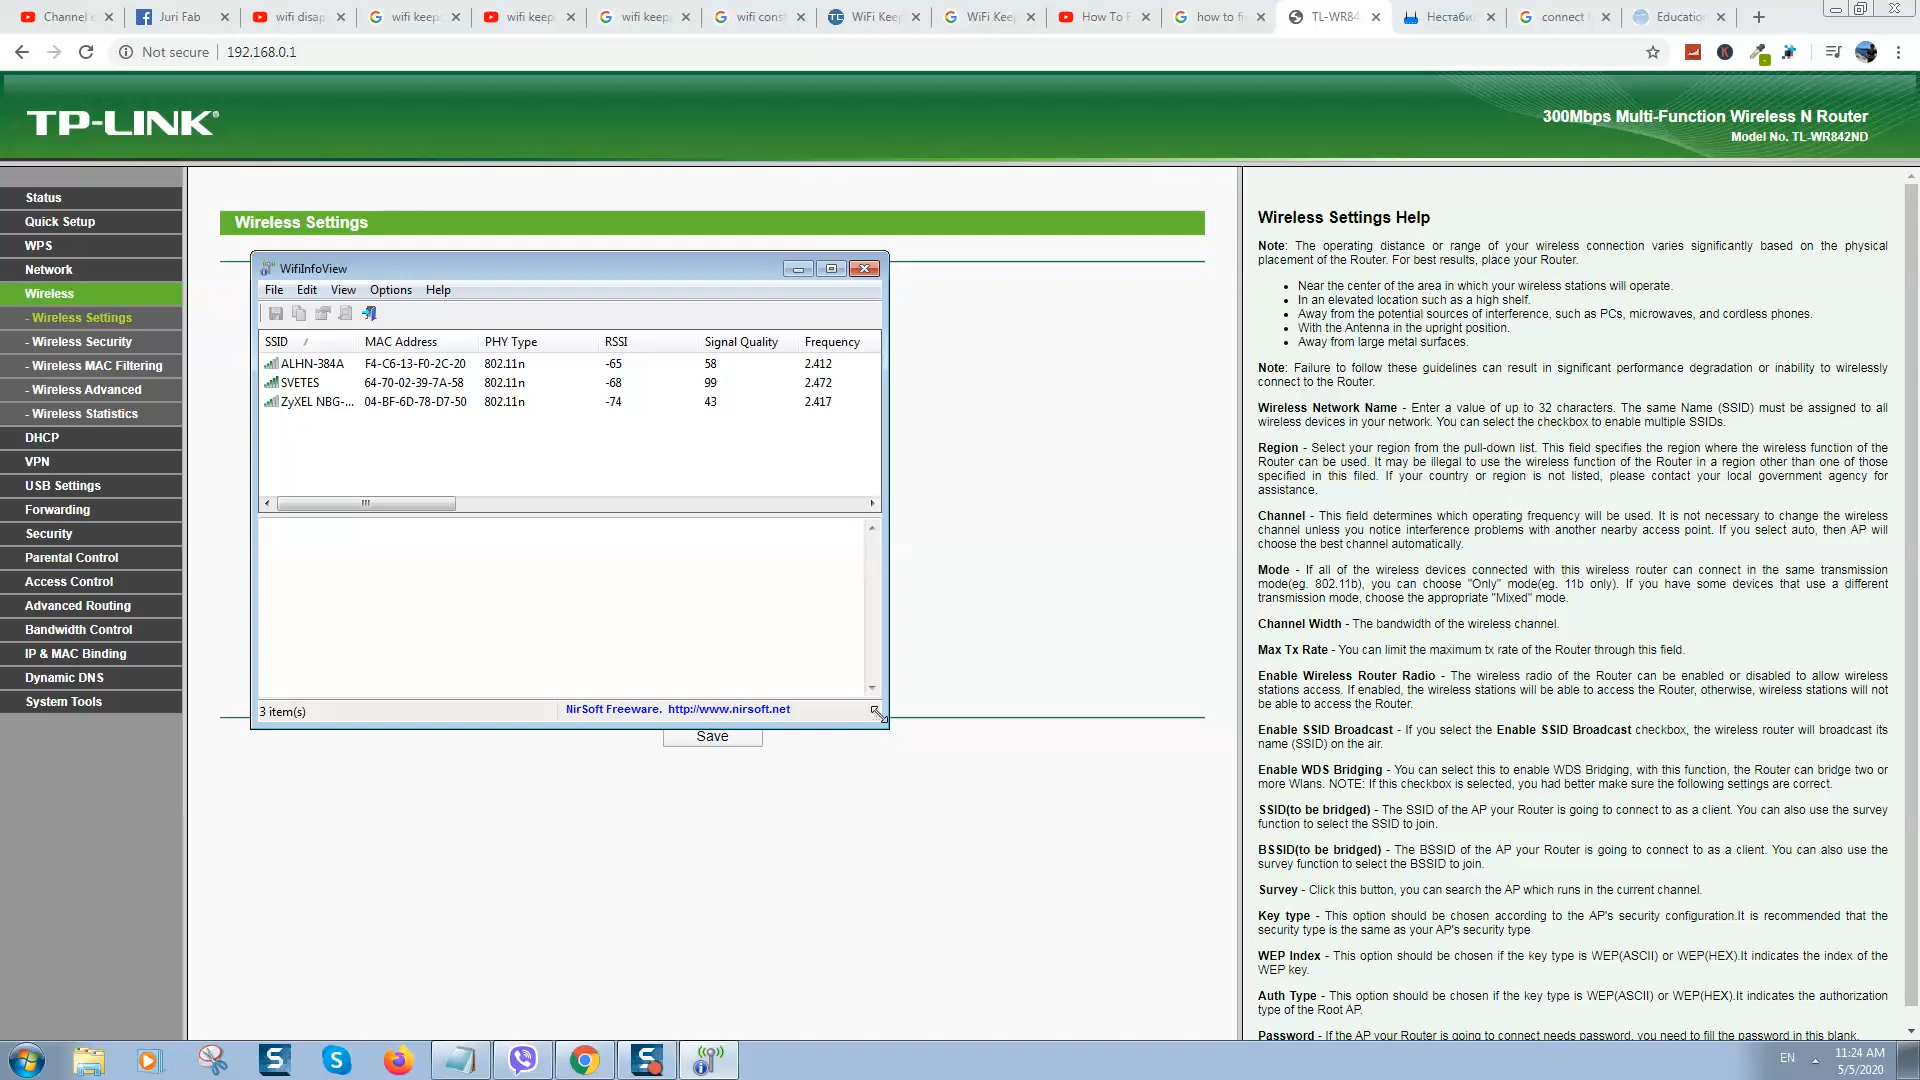 Channel
Juri Fab
wifi disap
wifi keep
wifi keep
wifi keep
wifi const
WiFi Kee
WiFi Kee
How To F
how to fi
TL-WR84
Нестаби
connect
Educatio
Not secure
192.168.0.1
TP-LINK®
300Mbps Multi-Function Wireless N Router
Model No. TL-WR842ND
Status
Quick Setup
WPS
Network
Wireless
- Wireless Settings
- Wireless Security
- Wireless MAC Filtering
- Wireless Advanced
- Wireless Statistics
DHCP
VPN
USB Settings
Forwarding
Security
Parental Control
Access Control
Advanced Routing
Bandwidth Control
IP & MAC Binding
Dynamic DNS
System Tools
Wireless Settings
WifiInfoView
File Edit View Options Help
SSID / MAC Address PHY Type RSSI Signal Quality Frequency
ALHN-384A F4-C6-13-F0-2C-20 802.11n -65 58 2.412
SVETES 64-70-02-39-7A-58 802.11n -68 99 2.472
ZyXEL NBG-... 04-BF-6D-78-D7-50 802.11n -74 43 2.417
3 item(s)
NirSoft Freeware. http://www.nirsoft.net
Save
Wireless Settings Help
Note: The operating distance or range of your wireless connection varies significantly based on the physical
placement of the Router. For best results, place your Router.
• Near the center of the area in which your wireless stations will operate.
• In an elevated location such as a high shelf.
• Away from the potential sources of interference, such as PCs, microwaves, and cordless phones.
• With the Antenna in the upright position.
• Away from large metal surfaces.
Note: Failure to follow these guidelines can result in significant performance degradation or inability to wirelessly
connect to the Router.
Wireless Network Name - Enter a value of up to 32 characters. The same Name (SSID) must be assigned to all
wireless devices in your network. You can select the checkbox to enable multiple SSIDs.
Region - Select your region from the pull-down list. This field specifies the region where the wireless function of the
Router can be used. It may be illegal to use the wireless function of the Router in a region other than one of those
specified in this filed. If your country or region is not listed, please contact your local government agency for
assistance.
Channel - This field determines which operating frequency will be used. It is not necessary to change the wireless
channel unless you notice interference problems with another nearby access point. If you select auto, then AP will
choose the best channel automatically.
Mode - If all of the wireless devices connected with this wireless router can connect in the same transmission
mode(eg. 802.11b), you can choose "Only" mode(eg. 11b only). If you have some devices that use a different
transmission mode, choose the appropriate "Mixed" mode.
Channel Width - The bandwidth of the wireless channel.
Max Tx Rate - You can limit the maximum tx rate of the Router through this field.
Enable Wireless Router Radio - The wireless radio of the Router can be enabled or disabled to allow wireless
stations access. If enabled, the wireless stations will be able to access the Router, otherwise, wireless stations will not
be able to access the Router.
Enable SSID Broadcast - If you select the Enable SSID Broadcast checkbox, the wireless router will broadcast its
name (SSID) on the air.
Enable WDS Bridging - You can select this to enable WDS Bridging, with this function, the Router can bridge two or
more Wlans. NOTE: If this checkbox is selected, you had better make sure the following settings are correct.
SSID(to be bridged) - The SSID of the AP your Router is going to connect to as a client. You can also use the survey
function to select the SSID to join.
BSSID(to be bridged) - The BSSID of the AP your Router is going to connect to as a client. You can also use the
survey function to select the BSSID to join.
Survey - Click this button, you can search the AP which runs in the current channel.
Key type - This option should be chosen according to the AP's security configuration.It is recommended that the
security type is the same as your AP's security type
WEP Index - This option should be chosen if the key type is WEP(ASCII) or WEP(HEX).It indicates the index of the
WEP key.
Auth Type - This option should be chosen if the key type is WEP(ASCII) or WEP(HEX).It indicates the authorization
type of the Root AP.
Password - If the AP your Router is going to connect needs password, you need to fill the password in this blank.
EN
11:24 AM
5/5/2020